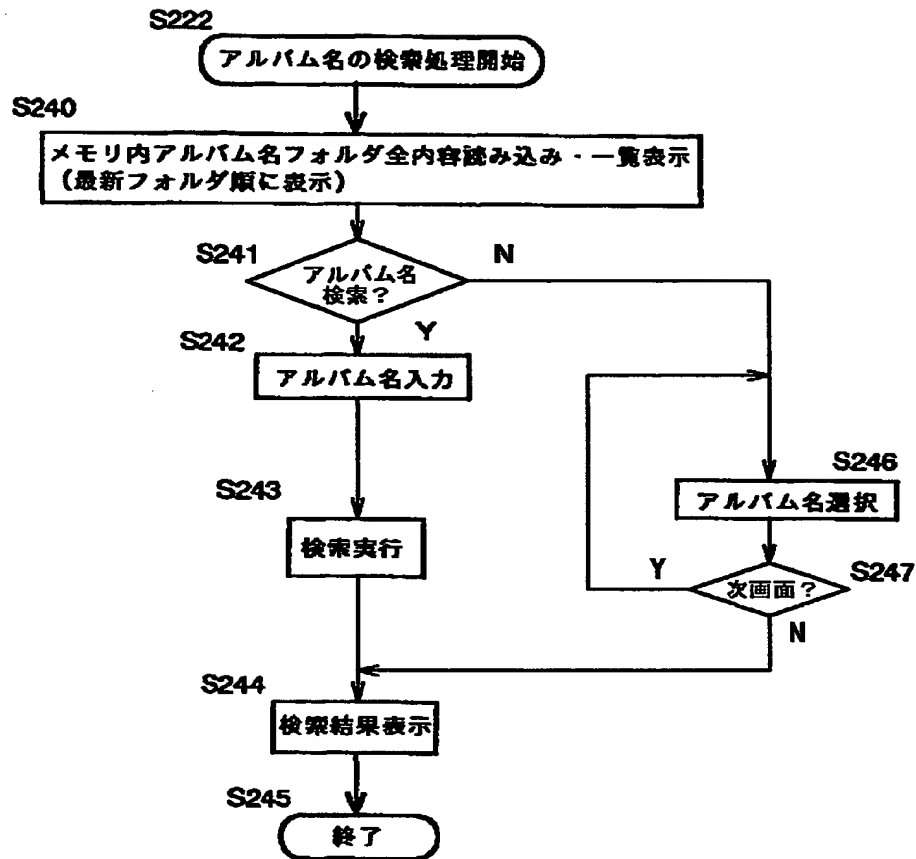 S222
アルバム名の検索処理開始
S240
メモリ内アルバム名フォルダ全内容読み込み・一覧表示
(最新フォルダ順に表示)
S241
アルバム名
検索?
N
Y
S242
アルバム名入力
S243
検索実行
S246
アルバム名選択
S247
次画面?
Y
N
S244
検索結果表示
S245
終了